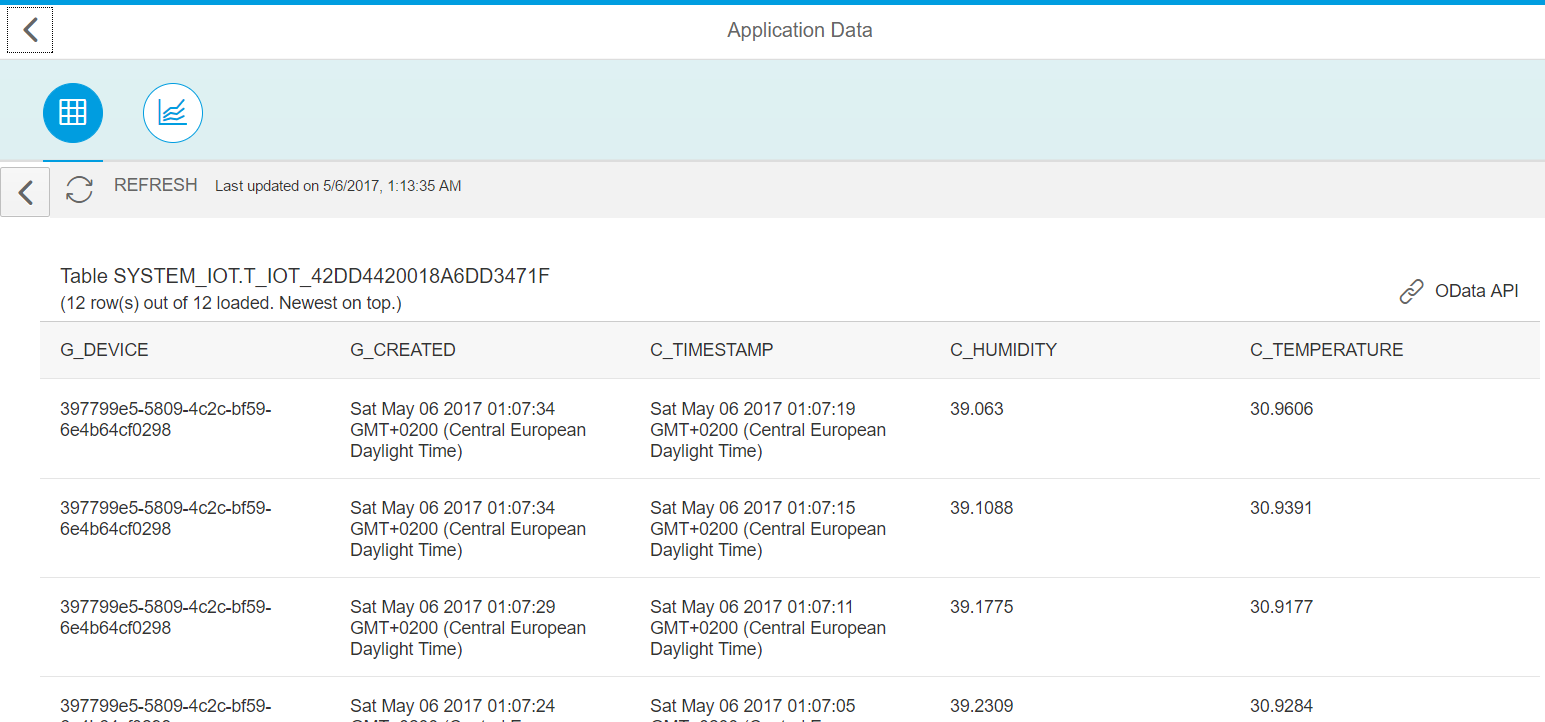 Application Data
REFRESH Last updated on 5/6/2017, 1:13:35 AM
Table SYSTEM_IOT.T_IOT_42DD4420018A6DD3471F
(12 row(s) out of 12 loaded. Newest on top.)
OData API
G_DEVICE G_CREATED C_TIMESTAMP C_HUMIDITY C_TEMPERATURE
397799e5-5809-4c2c-bf59- Sat May 06 2017 01:07:34 Sat May 06 2017 01:07:19 39.063 30.9606
6e4b64cf0298 GMT+0200 (Central European GMT+0200 (Central European
Daylight Time) Daylight Time)
397799e5-5809-4c2c-bf59- Sat May 06 2017 01:07:34 Sat May 06 2017 01:07:15 39.1088 30.9391
6e4b64cf0298 GMT+0200 (Central European GMT+0200 (Central European
Daylight Time) Daylight Time)
397799e5-5809-4c2c-bf59- Sat May 06 2017 01:07:29 Sat May 06 2017 01:07:11 39.1775 30.9177
6e4b64cf0298 GMT+0200 (Central European GMT+0200 (Central European
Daylight Time) Daylight Time)
397799e5-5809-4c2c-bf59- Sat May 06 2017 01:07:24 Sat May 06 2017 01:07:05 39.2309 30.9284